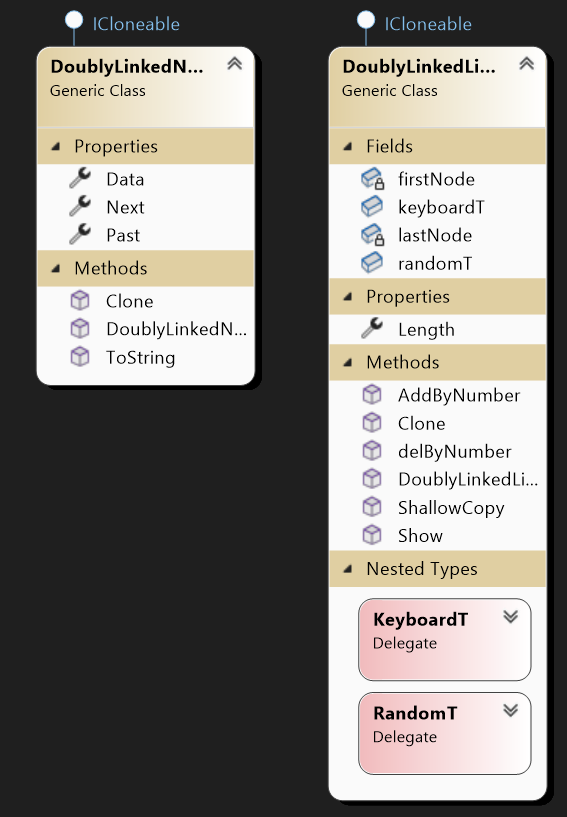 ICloneable
DoublyLinkedN...
Generic Class
Properties
Data
Next
Past
Methods
Clone
DoublyLinkedN...
ToString
ICloneable
DoublyLinkedLi...
Generic Class
Fields
firstNode
keyboardT
lastNode
randomT
Properties
Length
Methods
AddByNumber
Clone
delByNumber
DoublyLinkedLi...
ShallowCopy
Show
Nested Types
KeyboardT
Delegate
RandomT
Delegate